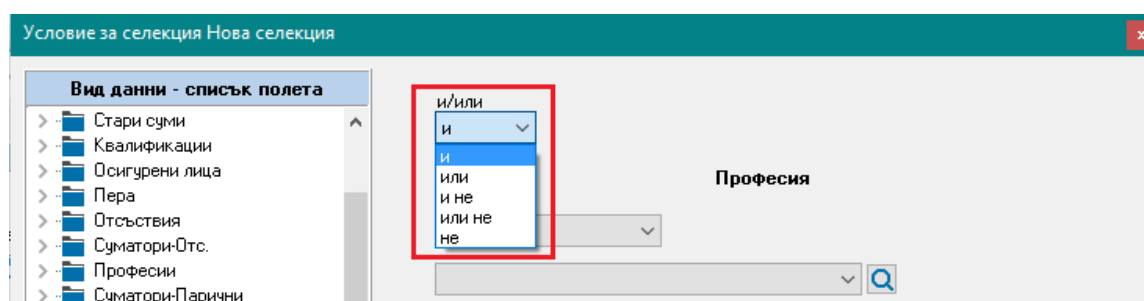 Условие за селекция Нова селекция
x
Вид данни - списък полета
Стари суми
Квалификации
Осигурени лица
Пера
Отсъствия
Суматори-Отс.
Професии
Суматори-Парични
и/или
и
и
или
и не
или не
не
Професия